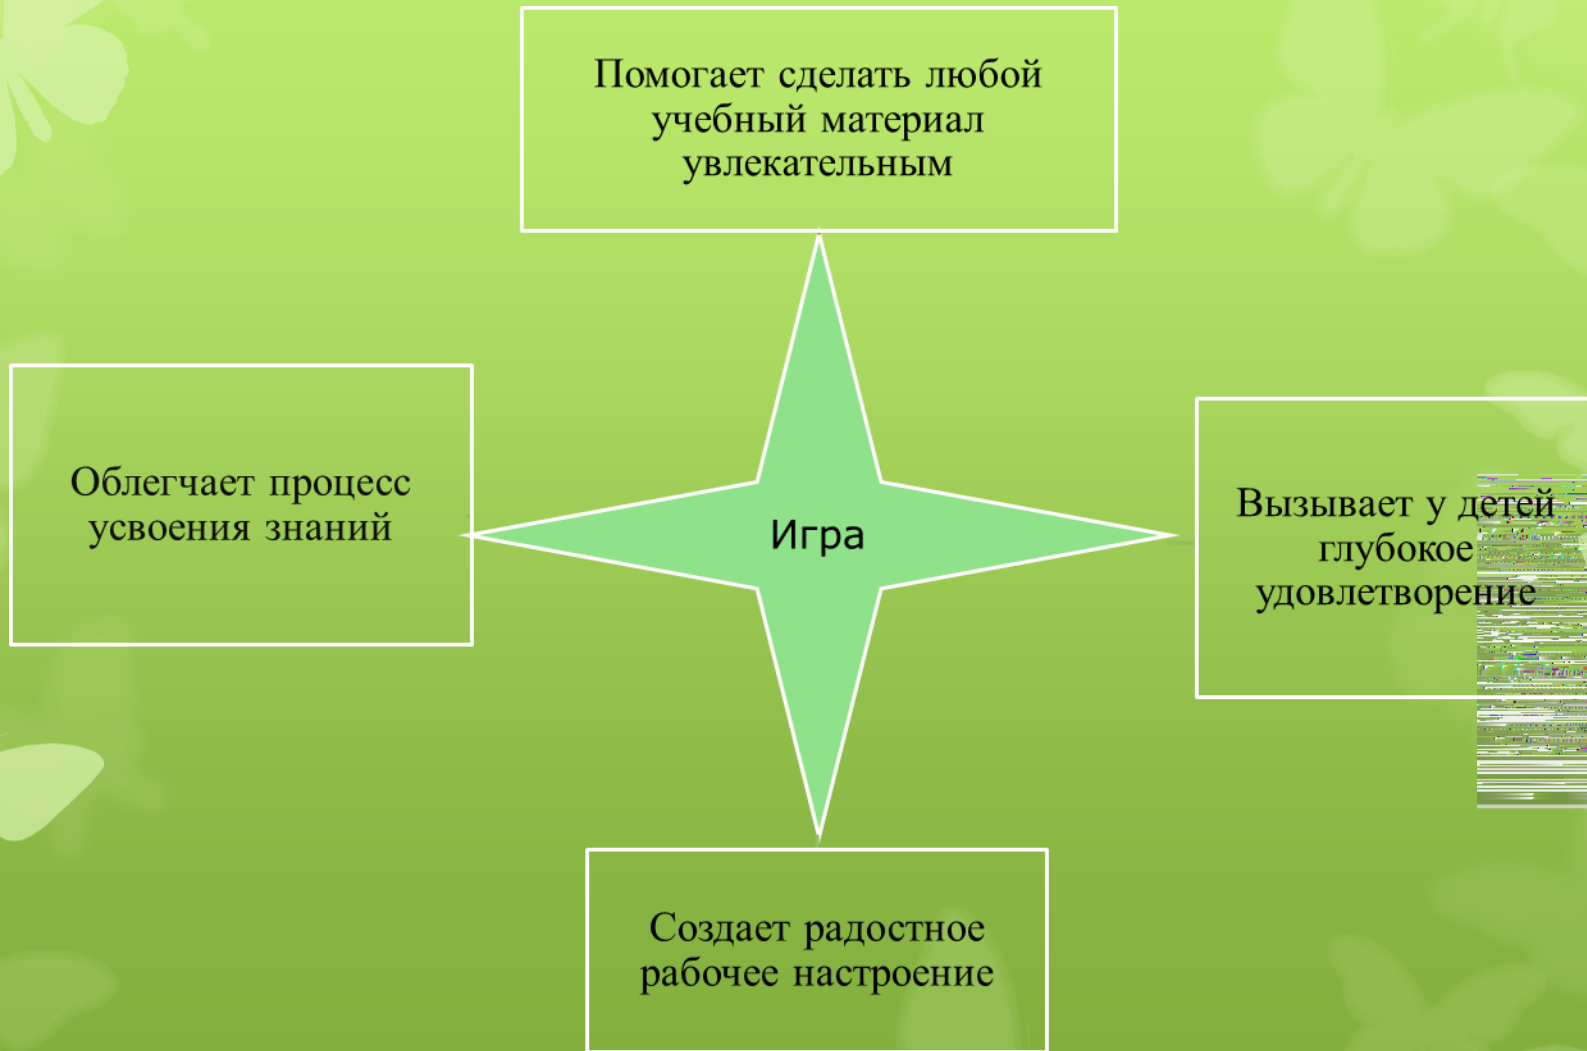 Помогает сделать любой
учебный материал
увлекательным
Облегчает процесс
усвоения знаний
Игра
Вызывает у детей
глубокое
удовлетворение
Создает радостное
рабочее настроение